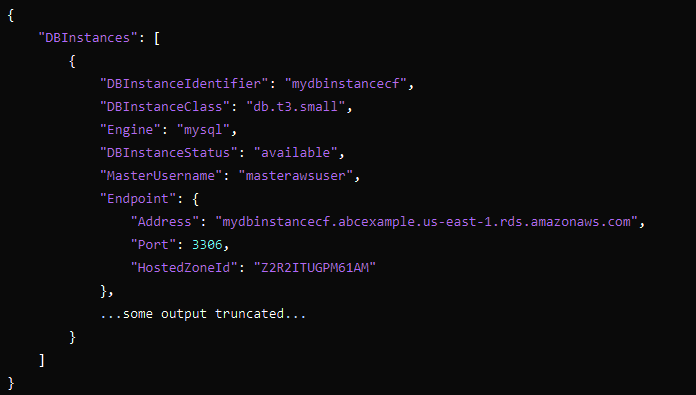 {
    "DBInstances": [
        {
            "DBInstanceIdentifier": "mydbinstancecf",
            "DBInstanceClass": "db.t3.small",
            "Engine": "mysql",
            "DBInstanceStatus": "available",
            "MasterUsername": "masterawsuser",
            "Endpoint": {
                "Address": "mydbinstancecf.abcexample.us-east-1.rds.amazonaws.com",
                "Port": 3306,
                "HostedZoneId": "Z2R2ITUGPM61AM"
            },
            ...some output truncated...
        }
    ]
}